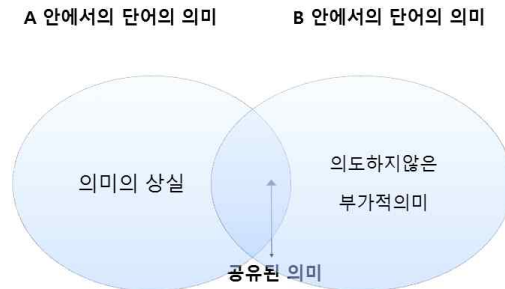 A 안에서의 단어의 의미
B 안에서의 단어의 의미
의미의 상실
의도하지않은
부가적의미
공유된 의미